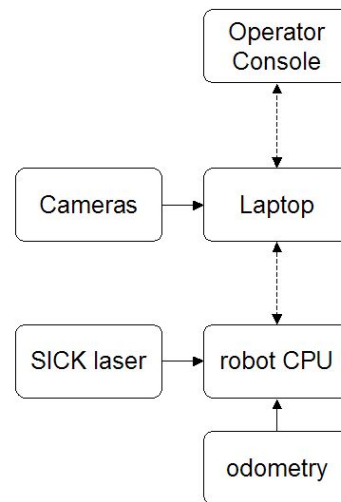 Operator
Console
Cameras
Laptop
SICK laser
robot CPU
odometry